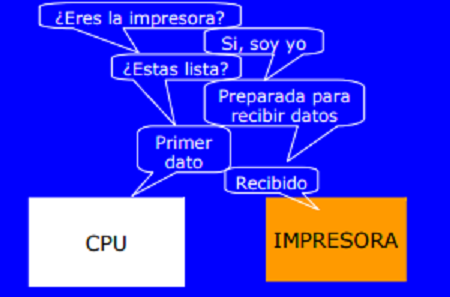 ¿Eres la impresora?
Si, soy yo
¿Estas lista?
Preparada para
recibir datos
Primer
dato
Recibido
CPU
IMPRESORA